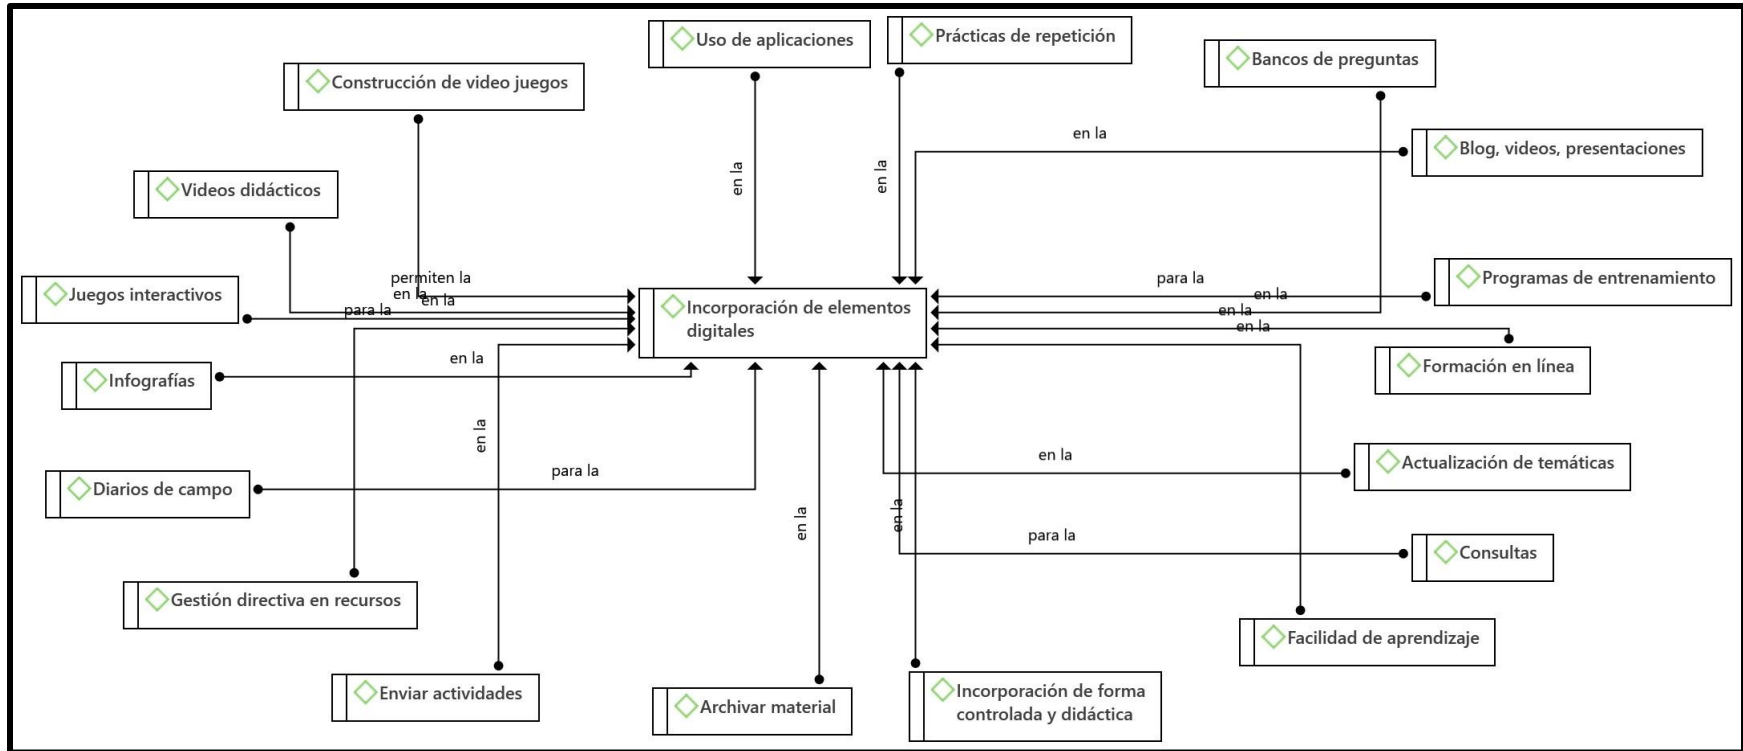 Uso de aplicaciones
Prácticas de repetición
Bancos de preguntas
Construcción de video juegos
en la
Blog, videos, presentaciones
en la
en la
Videos didácticos
permiten la
para la
Programas de entrenamiento
Juegos interactivos
en la
en la
en la
para la
en la
en la
Incorporación de elementos
digitales
en la
Formación en línea
Infografías
en la
en la
Actualización de temáticas
para la
Diarios de campo
en la
en la
para la
Consultas
Gestión directiva en recursos
Facilidad de aprendizaje
Enviar actividades
Archivar material
Incorporación de forma
controlada y didáctica